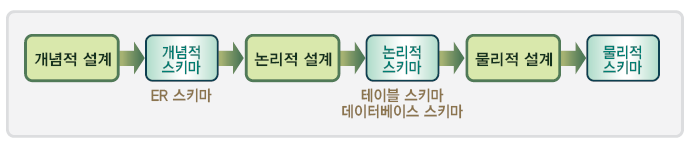 개념적 설계
개념적
스키마
논리적 설계
논리적
스키마
물리적 설계
물리적
스키마
ER 스키마
테이블 스키마
데이터베이스 스키마